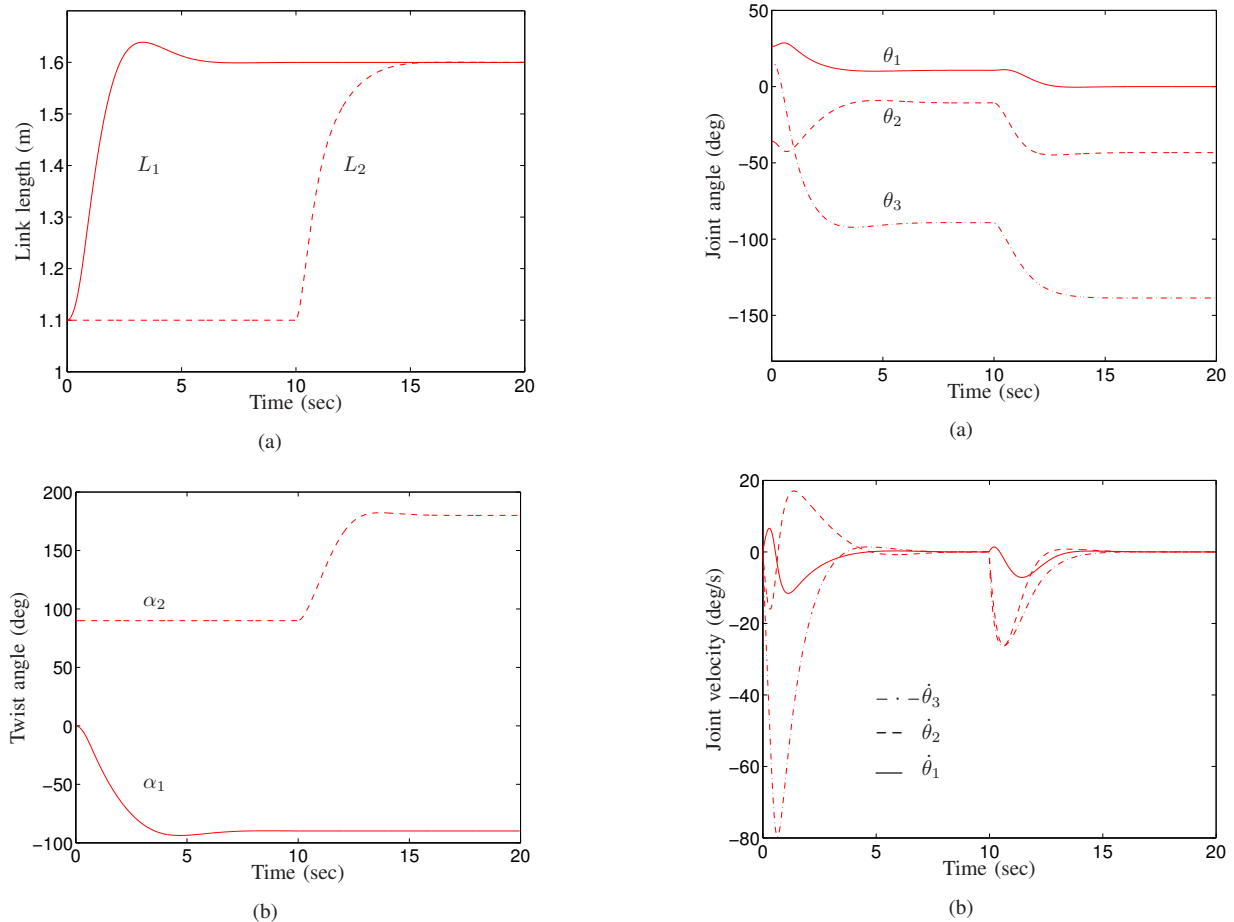 1.6
1.5
1.4
1.3
1.2
1.1
1
Link length (m)
L₁
L₂
0 5 10 15 20
Time (sec)
(a)
200
150
100
50
0
−50
−100
Twist angle (deg)
α₂
α₁
0 5 10 15 20
Time (sec)
(b)
50
0
−50
−100
−150
Joint angle (deg)
θ₁
θ₂
θ₃
0 5 10 15 20
Time (sec)
(a)
20
0
−20
−40
−60
−80
Joint velocity (deg/s)
θ̇₃
θ̇₂
θ̇₁
0 5 10 15 20
Time (sec)
(b)